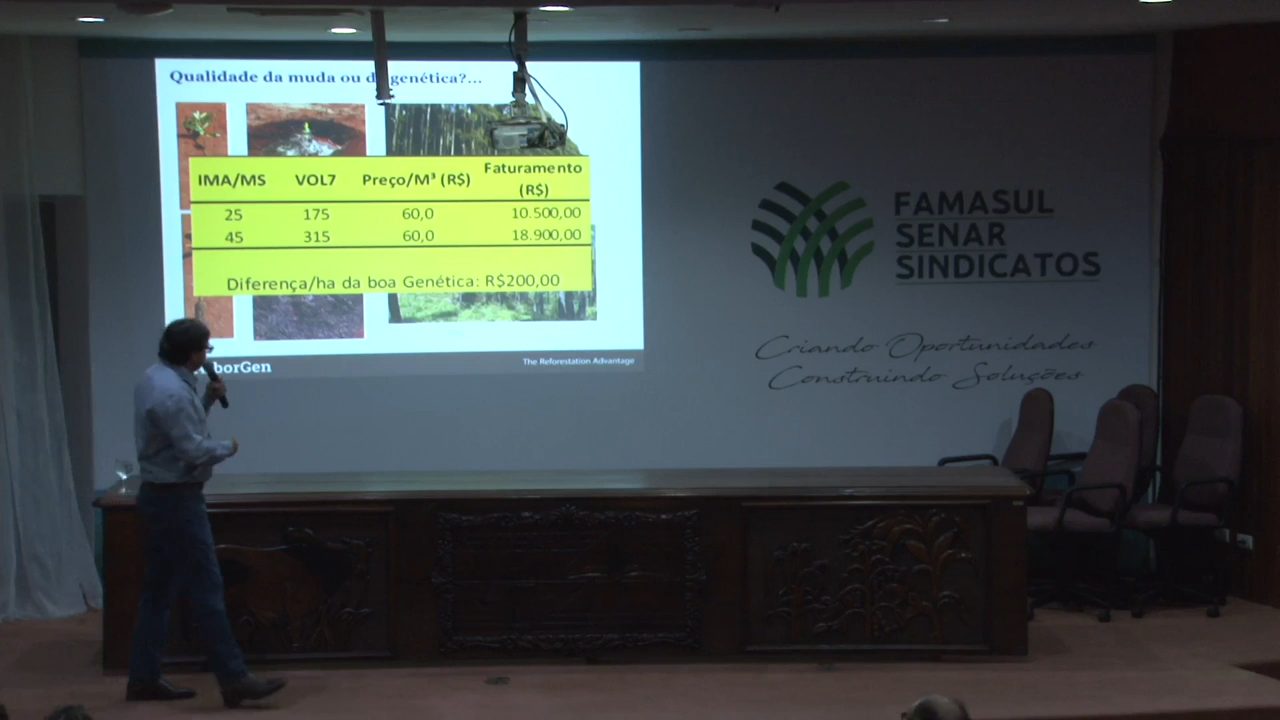 Qualidade da muda ou da genética?...
IMA/MS VOL7 Preço/M³ (R$) Faturamento (R$)
25 175 60,0 10.500,00
45 315 60,0 18.900,00
Diferença/ha da boa Genética: R$200,00
borGen
The Reforestation Advantage
FAMASUL
SENAR
SINDICATOS
Criando Oportunidades
Construindo Soluções